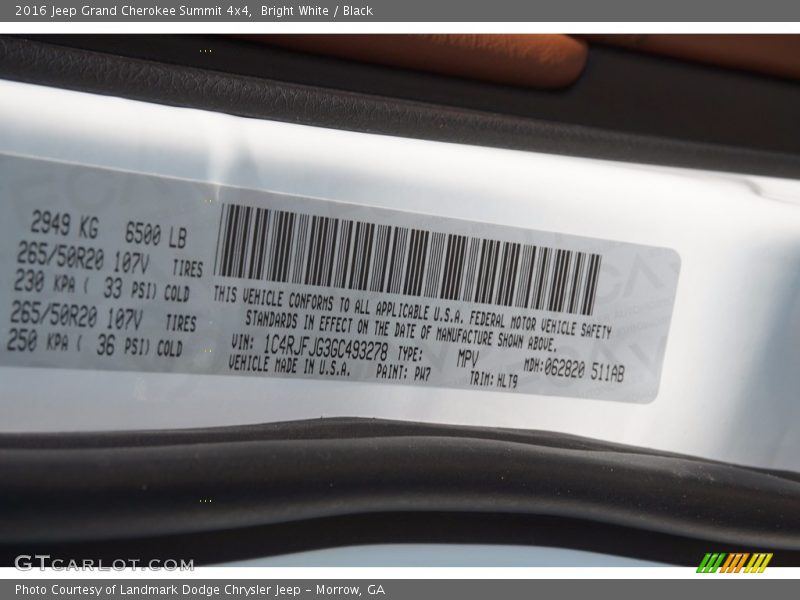 2016 Jeep Grand Cherokee Summit 4x4, Bright White / Black
2949 KG 6500 LB
265/50R20 107V TIRES
230 KPA ( 33 PSI) COLD
265/50R20 107V TIRES
250 KPA ( 36 PSI) COLD
THIS VEHICLE CONFORMS TO ALL APPLICABLE U.S.A. FEDERAL MOTOR VEHICLE SAFETY
STANDARDS IN EFFECT ON THE DATE OF MANUFACTURE SHOWN ABOVE.
VIN: 1C4RJFJG3GC493278 TYPE: MPV MDH:062820 511AB
VEHICLE MADE IN U.S.A. PAINT: PW7 TRIM: HLT9
GTCARLOT.COM
Photo Courtesy of Landmark Dodge Chrysler Jeep - Morrow, GA